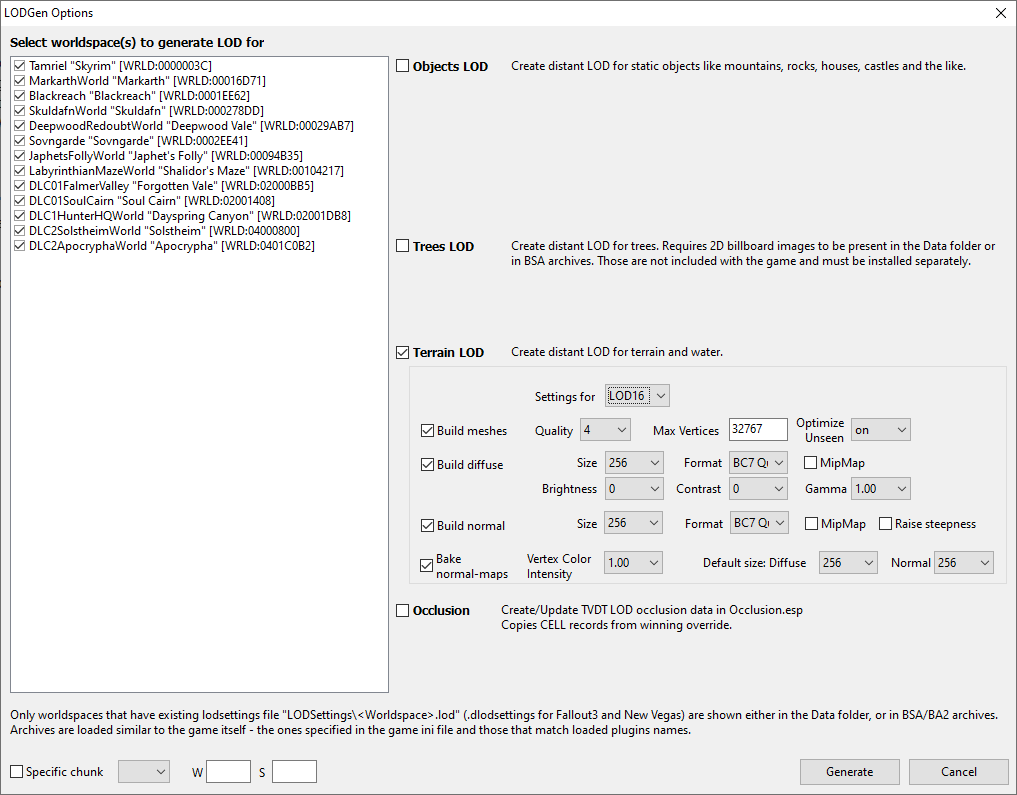 LODGen Options
Select worldspace(s) to generate LOD for
Tamriel "Skyrim" [WRLD:0000003C]
MarkarthWorld "Markarth" [WRLD:00016D71]
Blackreach "Blackreach" [WRLD:0001EE62]
SkuldafnWorld "Skuldafn" [WRLD:000278DD]
DeepwoodRedoubtWorld "Deepwood Vale" [WRLD:00029AB7]
Sovngarde "Sovngarde" [WRLD:0002EE41]
JaphetsFollyWorld "Japhet's Folly" [WRLD:00094B35]
LabyrinthianMazeWorld "Shalidor's Maze" [WRLD:00104217]
DLC01FalmerValley "Forgotten Vale" [WRLD:02000BB5]
DLC01SoulCairn "Soul Cairn" [WRLD:02001408]
DLC1HunterHQWorld "Dayspring Canyon" [WRLD:02001DB8]
DLC2SolstheimWorld "Solstheim" [WRLD:04000800]
DLC2ApocryphaWorld "Apocrypha" [WRLD:0401C0B2]
Objects LOD Create distant LOD for static objects like mountains, rocks, houses, castles and the like.
Trees LOD Create distant LOD for trees. Requires 2D billboard images to be present in the Data folder or
in BSA archives. Those are not included with the game and must be installed separately.
Terrain LOD Create distant LOD for terrain and water.
Settings for LOD16
Build meshes Quality 4 Max Vertices 32767 Optimize
Unseen on
Build diffuse Size 256 Format BC7 Qu MipMap
Brightness 0 Contrast 0 Gamma 1.00
Build normal Size 256 Format BC7 Qu MipMap Raise steepness
Bake
normal-maps Vertex Color
Intensity 1.00 Default size: Diffuse 256 Normal 256
Occlusion Create/Update TVDT LOD occlusion data in Occlusion.esp
Copies CELL records from winning override.
Only worldspaces that have existing lodsettings file "LODSettings\<Worldspace>.lod" (.dlodsettings for Fallout3 and New Vegas) are shown either in the Data folder, or in BSA/BA2 archives.
Archives are loaded similar to the game itself - the ones specified in the game ini file and those that match loaded plugins names.
Specific chunk W S Generate Cancel